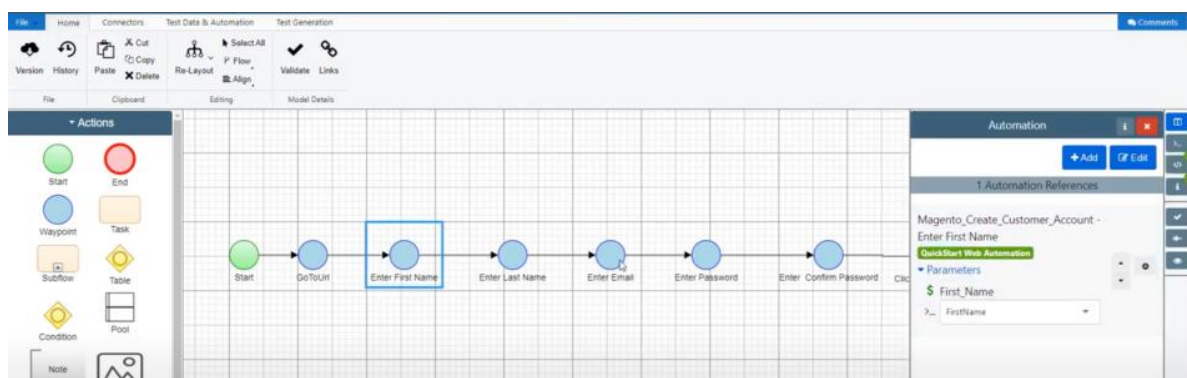 File
Home
Connectors
Test Data & Automation
Test Generation
Comments
Version
History
Paste
Cut
Copy
Delete
Re-Layout
Select All
Flow
Align
Validate
Links
File
Clipboard
Editing
Model Details
Actions
Start
End
Waypoint
Task
Subflow
Table
Condition
Pool
Note
Start
GoToUrl
Enter First Name
Enter Last Name
Enter Email
Enter Password
Enter Confirm Password
Clic
Automation
+ Add
Edit
1 Automation References
Magento_Create_Customer_Account -
Enter First Name
QuickStart Web Automation
Parameters
$ First_Name
>_ FirstName